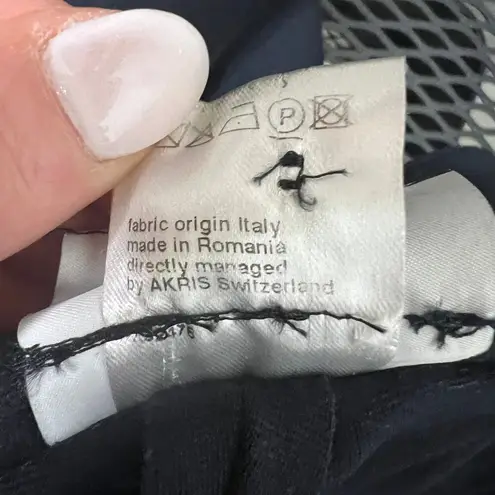 P
fabric origin Italy
made in Romania
directly managed
by AKRIS Switzerland